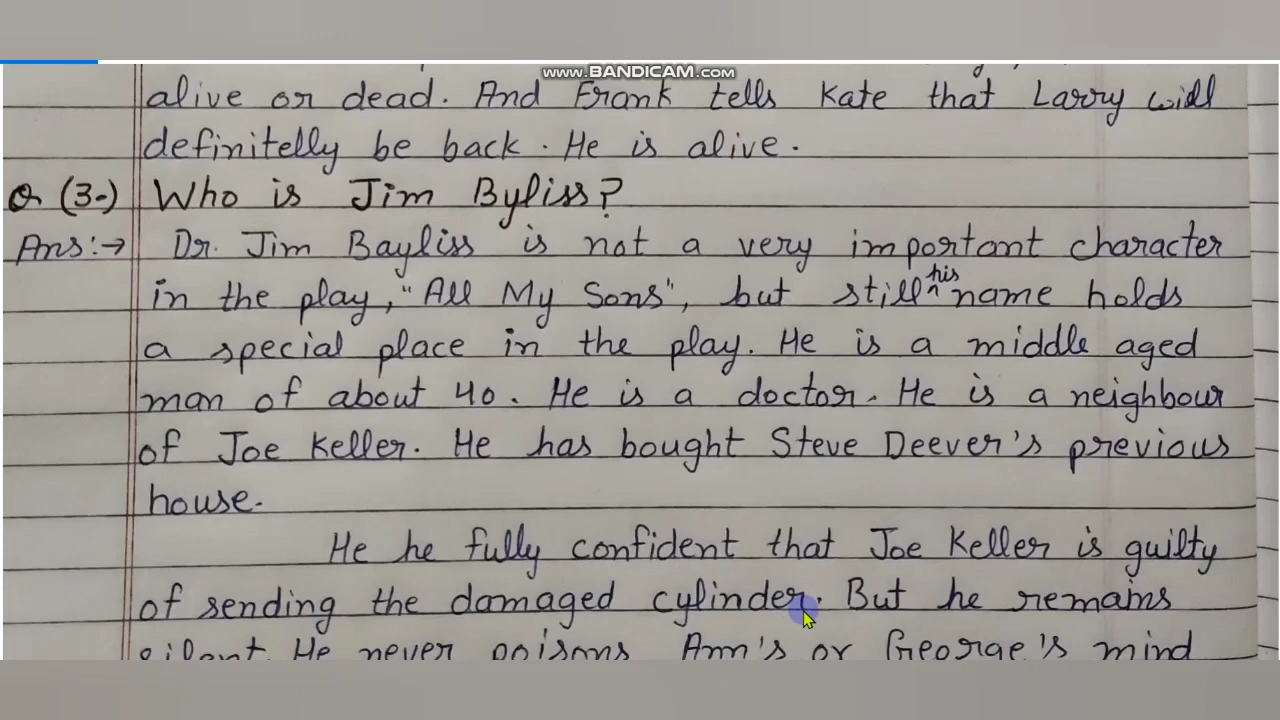 www.BANDICAM.com
alive or dead. And Frank tells Kate that Larry will
definitelly be back. He is alive.
Q (3.) Who is Jim Byliss?
Ans:→ Dr. Jim Bayliss is not a very important character
in the play, "All My Sons", but still his name holds
a special place in the play. He is a middle aged
man of about 40. He is a doctor. He is a neighbour
of Joe Keller. He has bought Steve Deever's previous
house.
He he fully confident that Joe Keller is guilty
of sending the damaged cylinder. But he remains
silent. He never poisons Ann's or George's mind